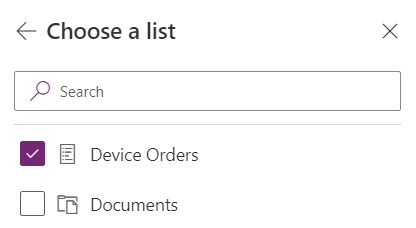 Choose a list
Search
Device Orders
Documents